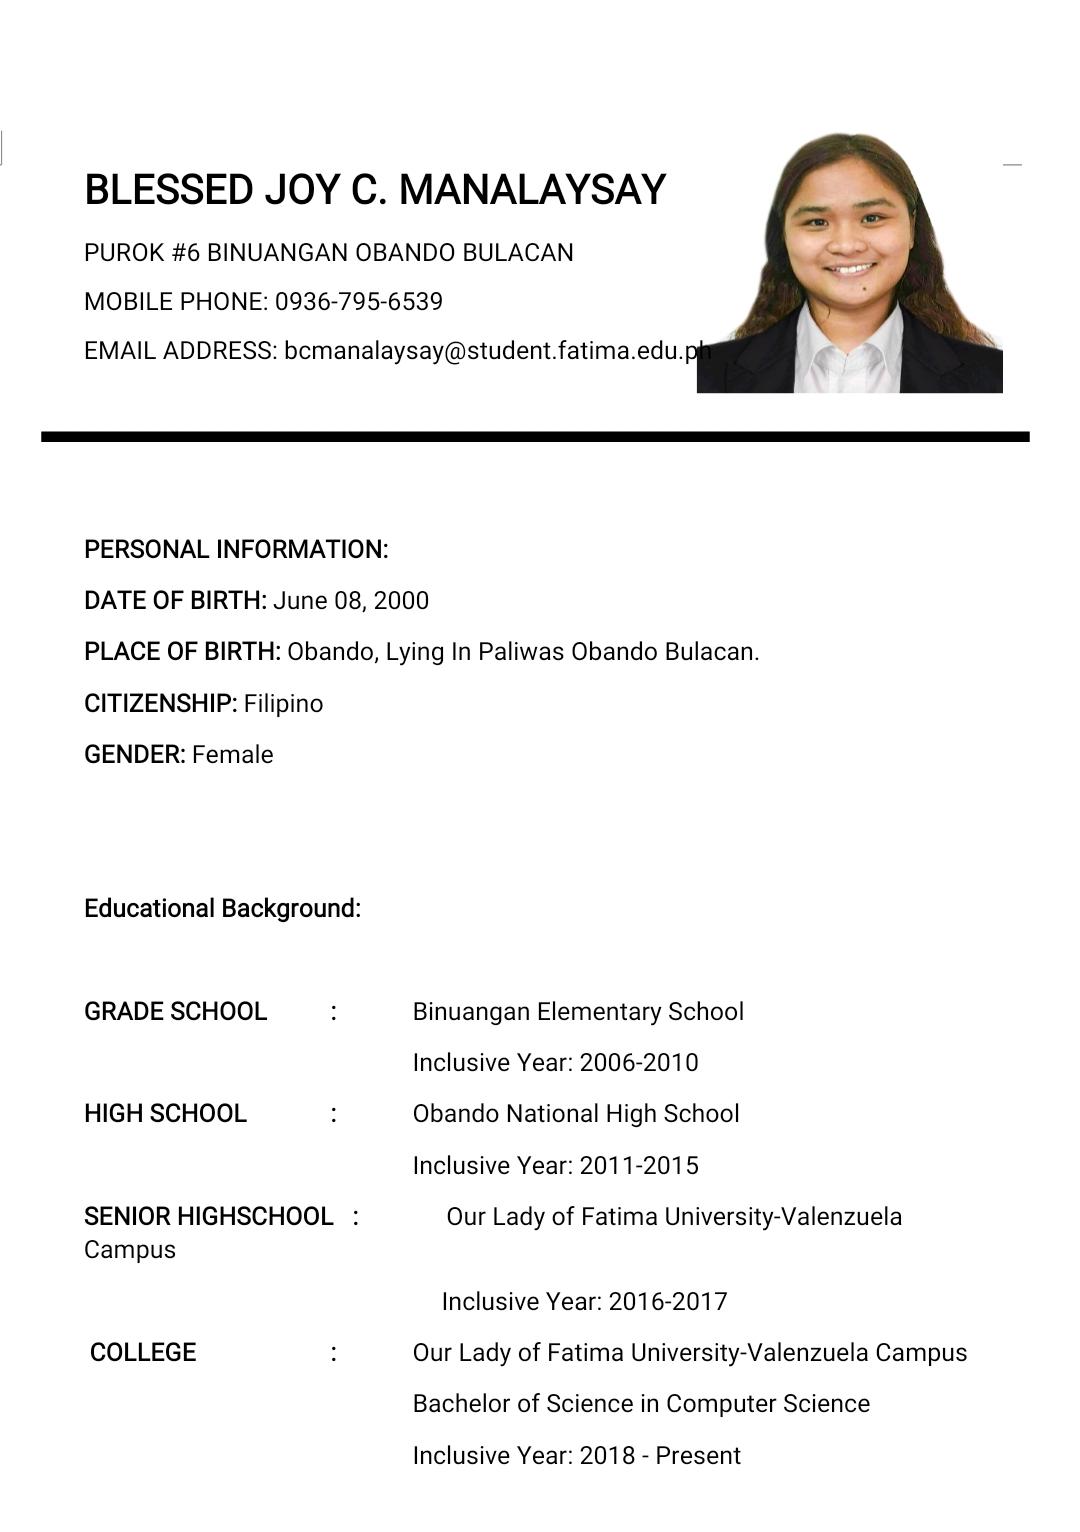 BLESSED JOY C. MANALAYSAY
PUROK #6 BINUANGAN OBANDO BULACAN
MOBILE PHONE: 0936-795-6539
EMAIL ADDRESS: bcmanalaysay@student.fatima.edu.ph
PERSONAL INFORMATION:
DATE OF BIRTH: June 08, 2000
PLACE OF BIRTH: Obando, Lying In Paliwas Obando Bulacan.
CITIZENSHIP: Filipino
GENDER: Female
Educational Background:
GRADE SCHOOL : Binuangan Elementary School
Inclusive Year: 2006-2010
HIGH SCHOOL : Obando National High School
Inclusive Year: 2011-2015
SENIOR HIGHSCHOOL : Our Lady of Fatima University-Valenzuela
Campus
Inclusive Year: 2016-2017
COLLEGE : Our Lady of Fatima University-Valenzuela Campus
Bachelor of Science in Computer Science
Inclusive Year: 2018 - Present